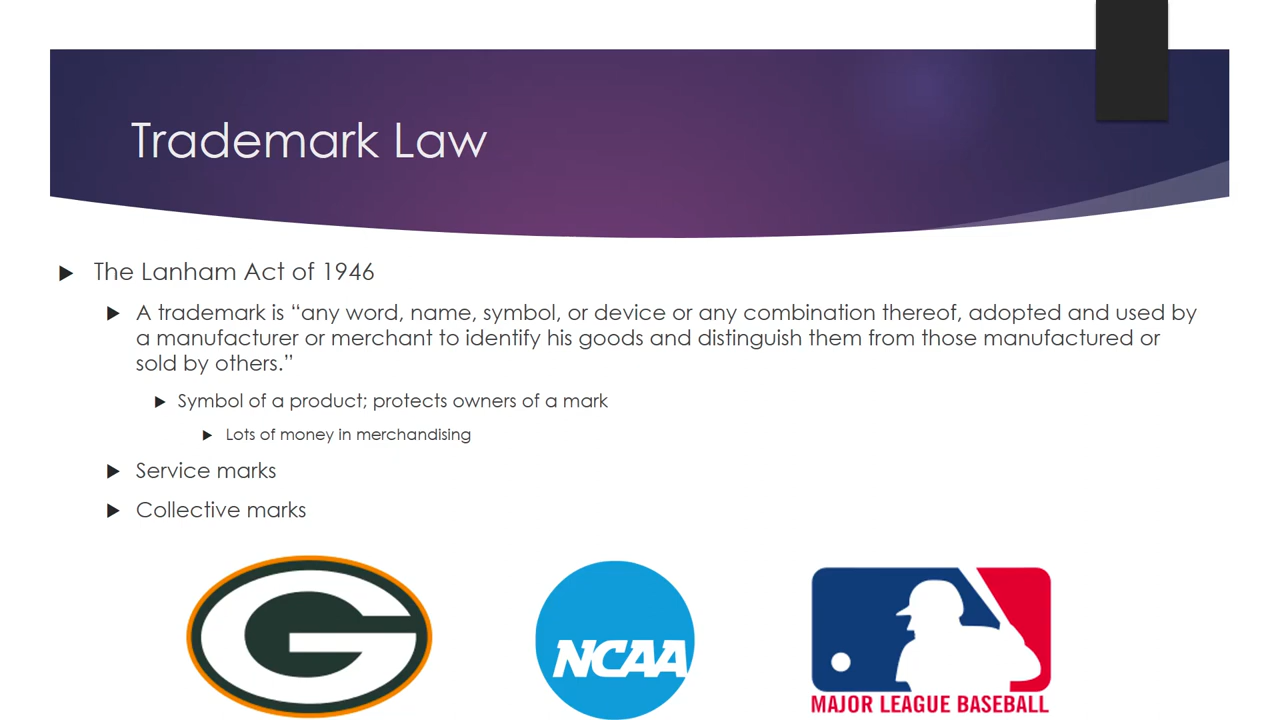 Trademark Law
The Lanham Act of 1946
A trademark is “any word, name, symbol, or device or any combination thereof, adopted and used by
a manufacturer or merchant to identify his goods and distinguish them from those manufactured or
sold by others.”
Symbol of a product; protects owners of a mark
Lots of money in merchandising
Service marks
Collective marks
G
NCAA
MAJOR LEAGUE BASEBALL